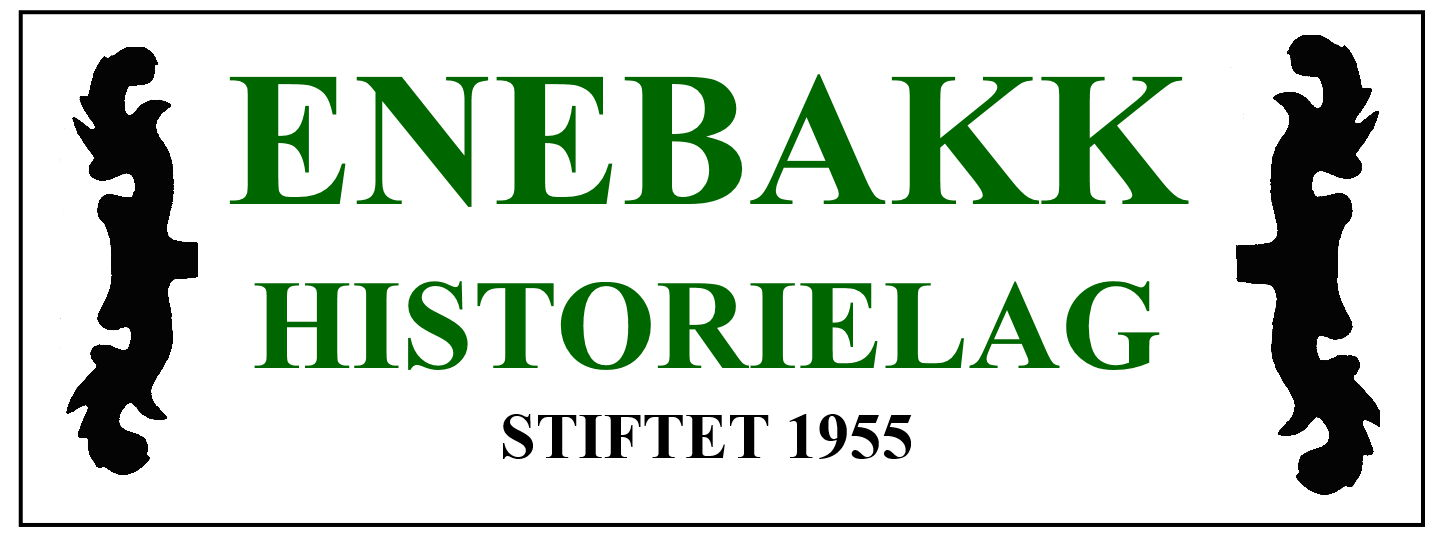 ENEBAKK
HISTORIELAG
STIFTET 1955